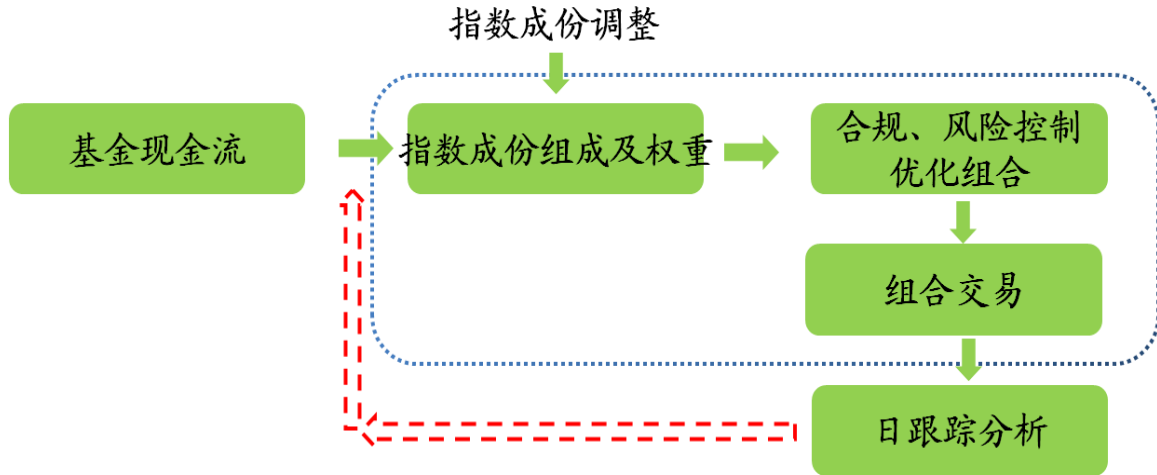 指数成份调整
基金现金流
指数成份组成及权重
合规、风险控制
优化组合
组合交易
日跟踪分析